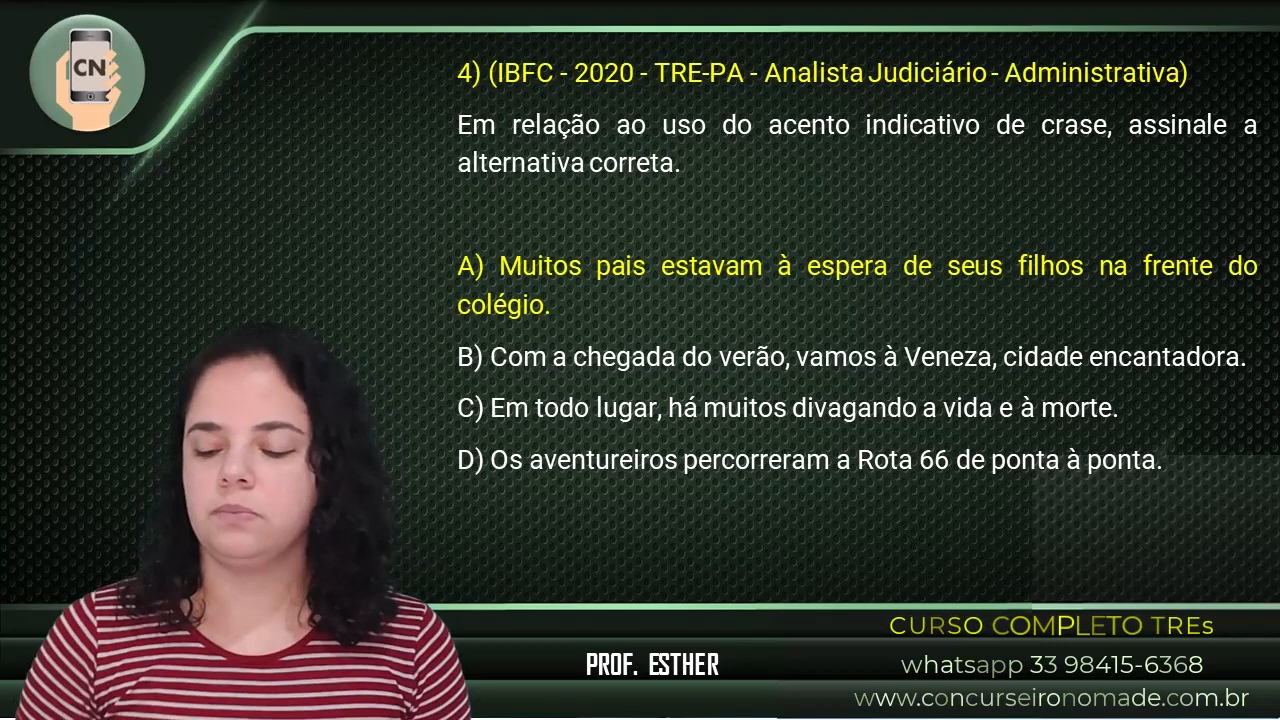 CN
4) (IBFC - 2020 - TRE-PA - Analista Judiciário - Administrativa)
Em relação ao uso do acento indicativo de crase, assinale a
alternativa correta.
A) Muitos pais estavam à espera de seus filhos na frente do
colégio.
B) Com a chegada do verão, vamos à Veneza, cidade encantadora.
C) Em todo lugar, há muitos divagando a vida e à morte.
D) Os aventureiros percorreram a Rota 66 de ponta à ponta.
CURSO COMPLETO TREs
PROF. ESTHER
whatsapp 33 98415-6368
www.concurseironomade.com.br